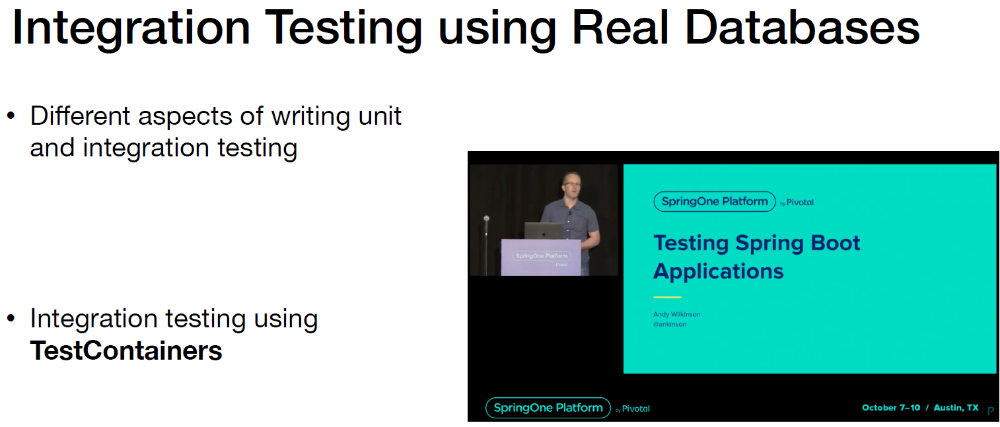 Integration Testing using Real Databases
• Different aspects of writing unit
and integration testing
• Integration testing using
TestContainers
SpringOne Platform
by Pivotal
SpringOne Platform by Pivotal
Testing Spring Boot
Applications
Andy Wilkinson
@ankinson
SpringOne Platform by Pivotal
October 7–10 / Austin, TX
P